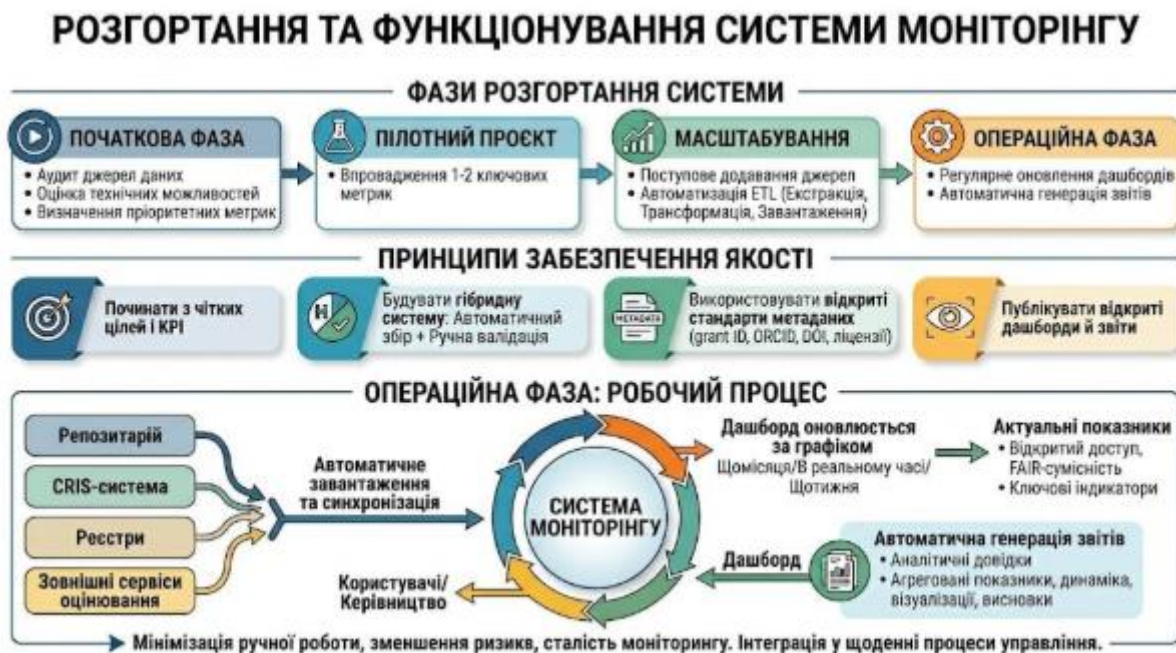 РОЗГОРТАННЯ ТА ФУНКЦІОНУВАННЯ СИСТЕМИ МОНІТОРИНГУ
ФАЗИ РОЗГОРТАННЯ СИСТЕМИ
ПОЧАТКОВА ФАЗА
• Аудит джерел даних
• Оцінка технічних можливостей
• Визначення пріоритетних метрик
ПІЛОТНИЙ ПРОЄКТ
• Впровадження 1-2 ключових
метрик
МАСШТАБУВАННЯ
• Поступове додавання джерел
• Автоматизація ETL (Екстракція,
Трансформація, Завантаження)
ОПЕРАЦІЙНА ФАЗА
• Регулярне оновлення дашбордів
• Автоматична генерація звітів
ПРИНЦИПИ ЗАБЕЗПЕЧЕННЯ ЯКОСТІ
Починати з чітких
цілей і KPI
Будувати гібридну
систему: Автоматичний
збір + Ручна валідація
METADATA
Використовувати відкриті
стандарти метаданих
(grant ID, ORCID, DOI, ліцензії)
Публікувати відкриті
дашборди й звіти
ОПЕРАЦІЙНА ФАЗА: РОБОЧИЙ ПРОЦЕС
Репозитарій
CRIS-система
Реєстри
Зовнішні сервіси
оцінювання
Автоматичне
завантаження
та синхронізація
СИСТЕМА
МОНІТОРИНГУ
Користувачі/
Керівництво
Дашборд оновлюється
за графіком
Щомісяця/В реальному часі/
Щотижня
Актуальні показники
• Відкритий доступ,
FAIR-сумісність
• Ключові індикатори
Дашборд
Автоматична генерація звітів
• Аналітичні довідки
• Агреговані показники, динаміка,
візуалізації, висновки
Мінімізація ручної роботи, зменшення ризикв, сталість моніторингу. Інтеграція у щоденні процеси управління.